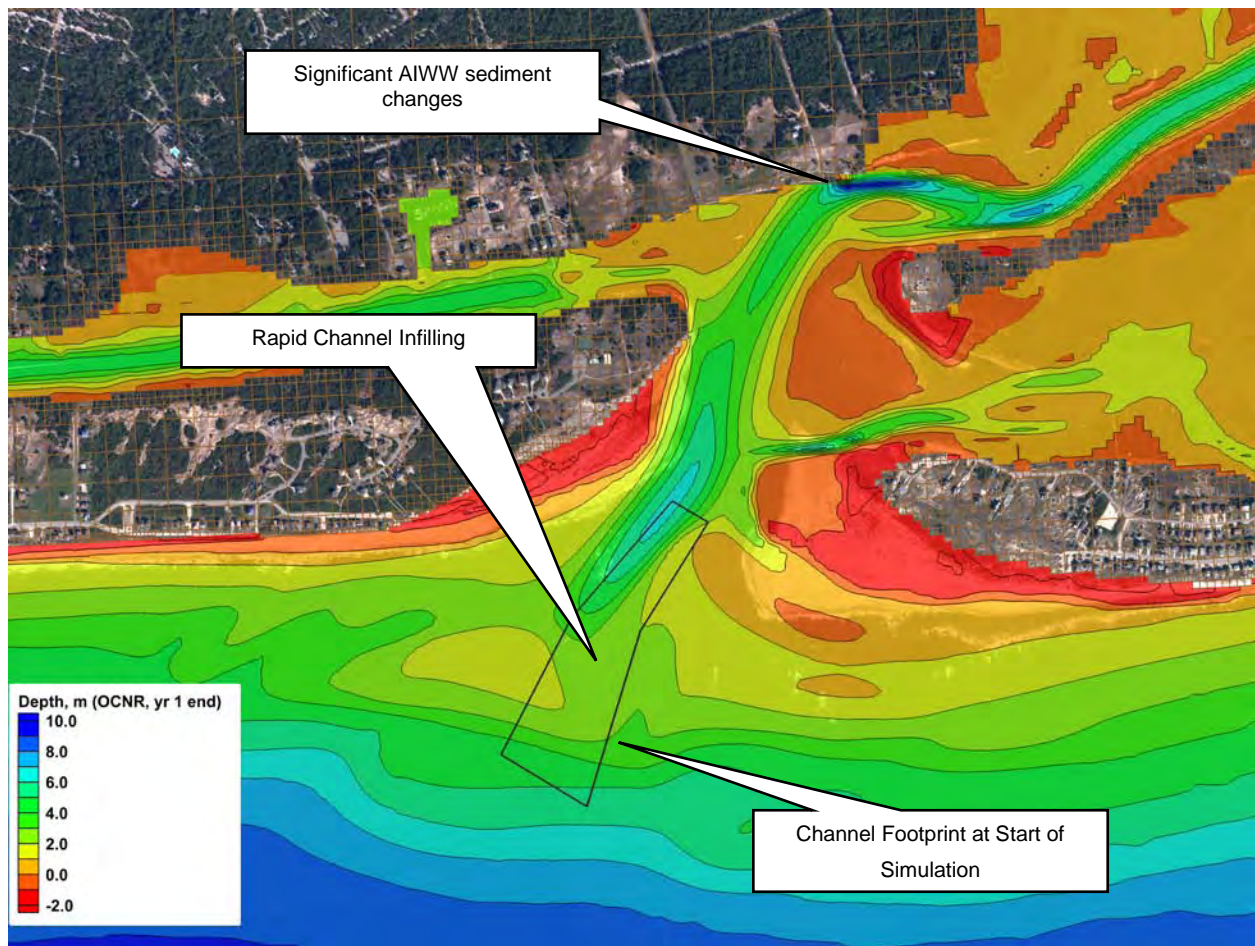 Significant AIWW sediment
changes
Rapid Channel Infilling
Depth, m (OCNR, yr 1 end)
10.0
8.0
6.0
4.0
2.0
0.0
-2.0
Channel Footprint at Start of
Simulation